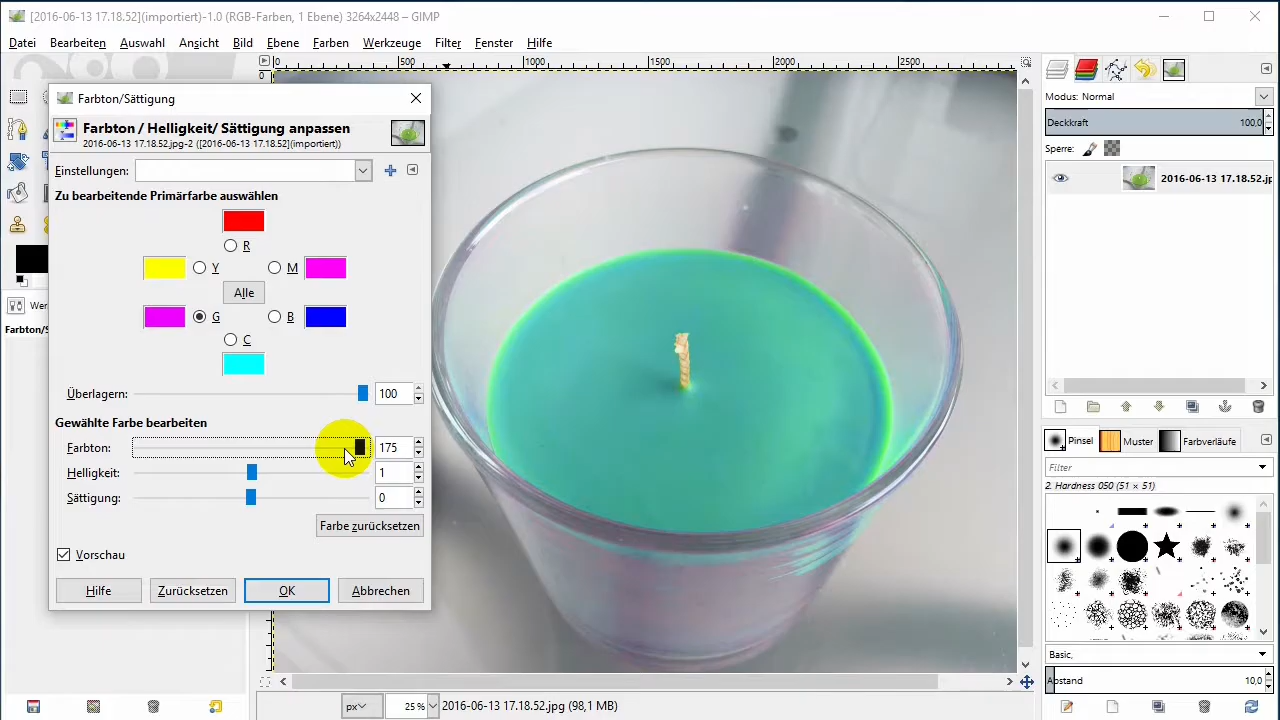 [2016-06-13 17.18.52](importiert)-1.0 (RGB-Farben, 1 Ebene) 3264x2448 – GIMP
Datei Bearbeiten Auswahl Ansicht Bild Ebene Farben Werkzeuge Filter Fenster Hilfe
0 500 1000 1500 2000 2500
0
Farbton/Sättigung
Farbton / Helligkeit/ Sättigung anpassen
2016-06-13 17.18.52.jpg-2 ([2016-06-13 17.18.52](importiert))
Einstellungen:
Zu bearbeitende Primärfarbe auswählen
R
Y M
Alle
G B
C
Überlagern: 100
Gewählte Farbe bearbeiten
Farbton: 175
Helligkeit: 1
Sättigung: 0
Farbe zurücksetzen
Vorschau
Hilfe Zurücksetzen OK Abbrechen
Wer
Farbton/S
Modus: Normal
Deckkraft 100,0
Sperre:
2016-06-13 17.18.52.jp
Pinsel Muster Farbverläufe
Filter
2. Hardness 050 (51 × 51)
Basic,
Abstand 10,0
px 25 % 2016-06-13 17.18.52.jpg (98,1 MB)